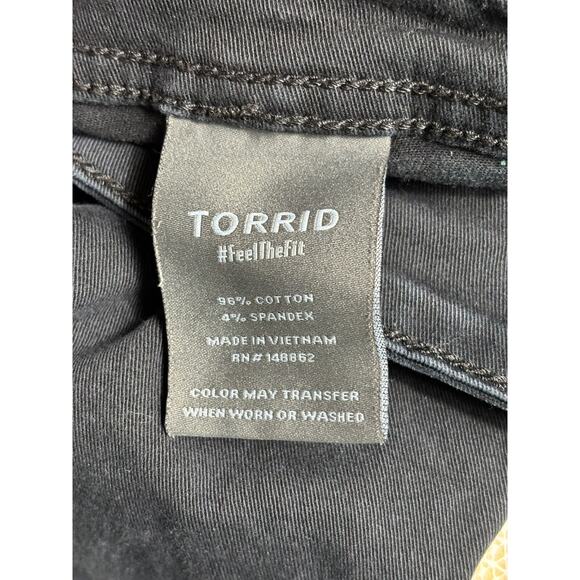 TORRID
#FeelTheFit
96% COTTON
4% SPANDEX
MADE IN VIETNAM
RN# 148862
COLOR MAY TRANSFER
WHEN WORN OR WASHED